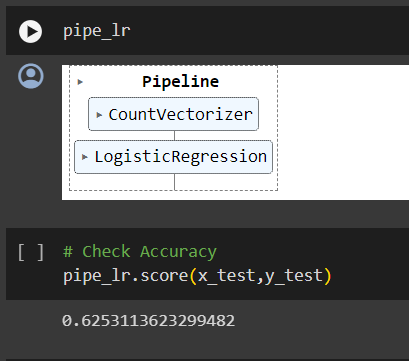 pipe_lr
Pipeline
CountVectorizer
LogisticRegression
[ ] # Check Accuracy
pipe_lr.score(x_test,y_test)
0.6253113623299482